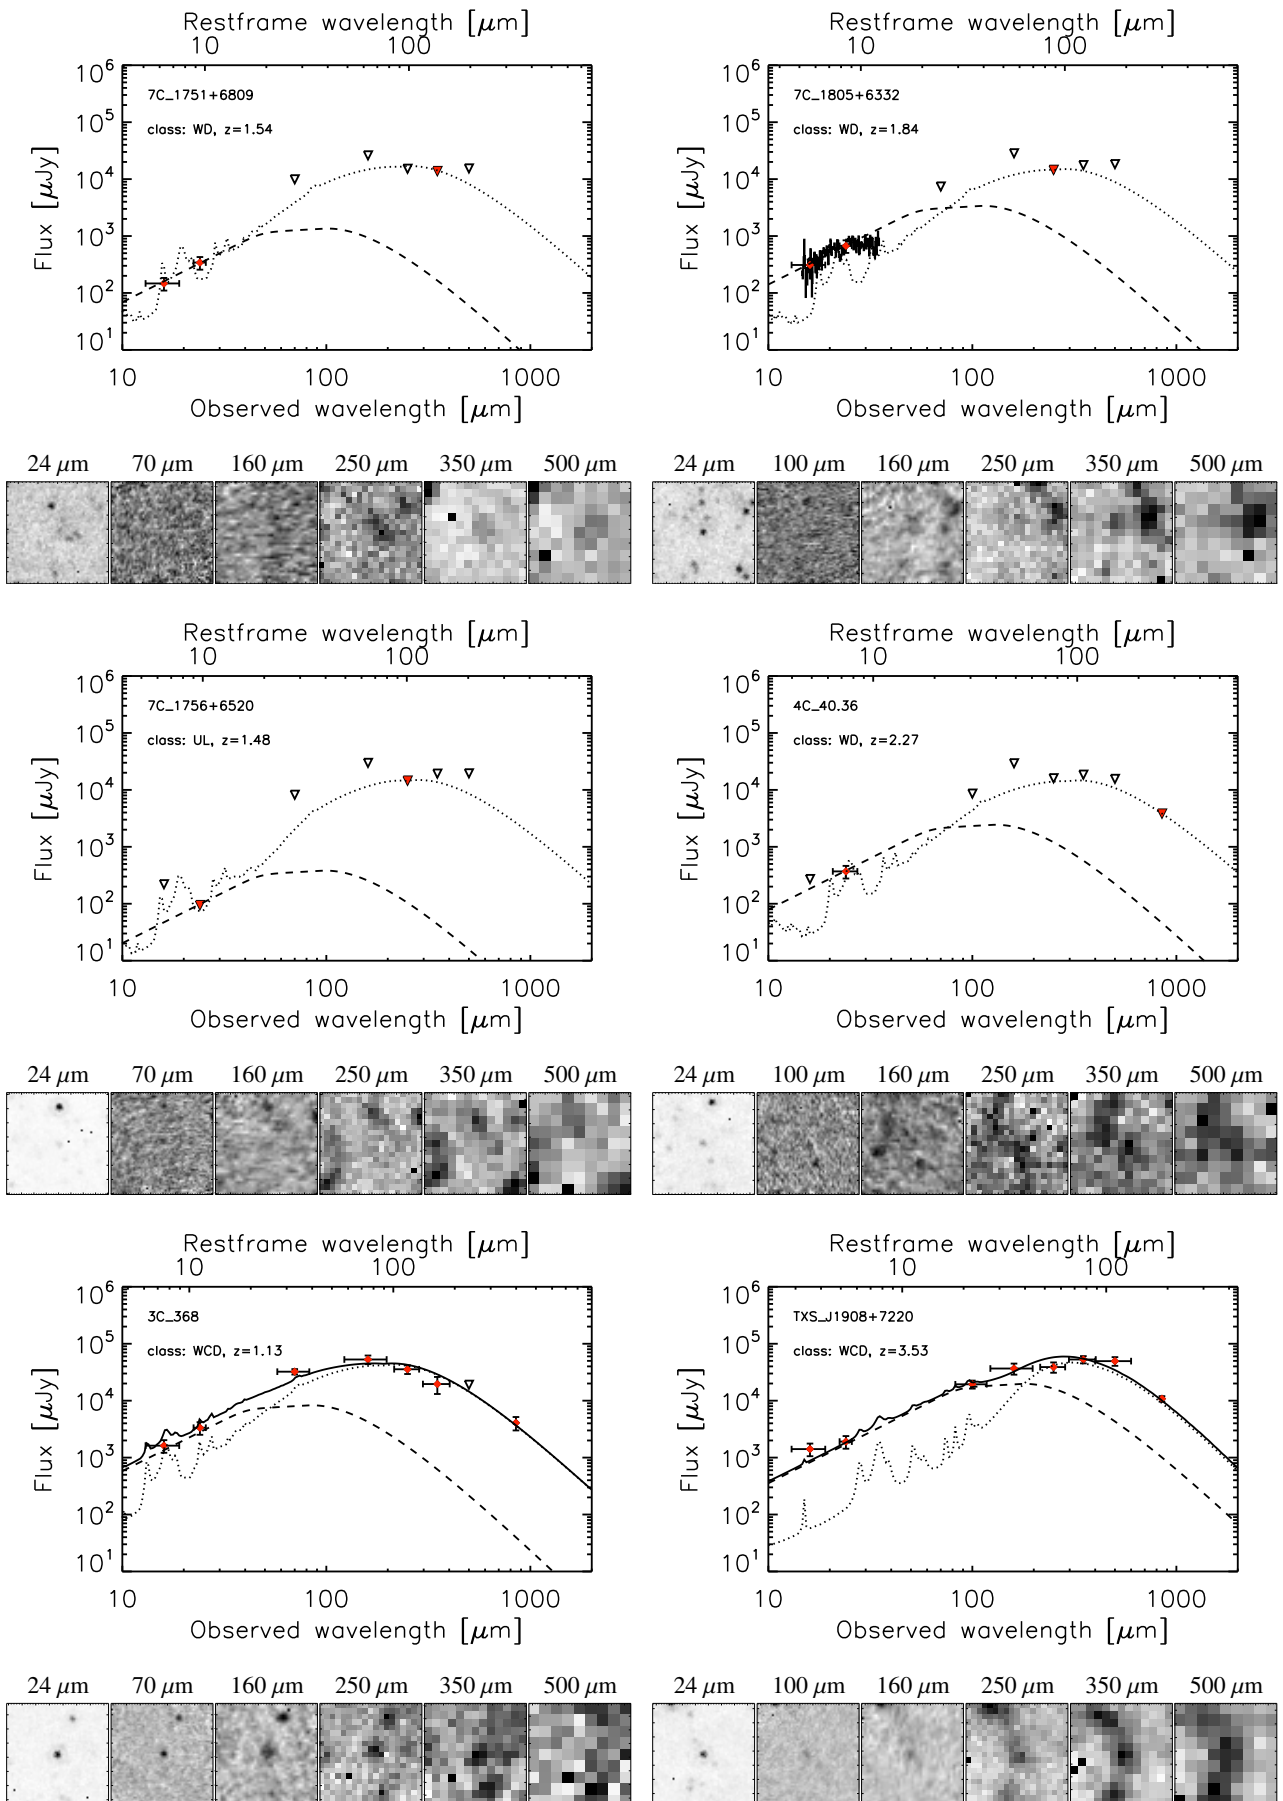 Restframe wavelength [μm]
10 100
10^6
10^5
10^4
10^3
10^2
10^1
Flux [μJy]
7C_1751+6809
class: WD, z=1.54
10 100 1000
Observed wavelength [μm]
24 μm 70 μm 160 μm 250 μm 350 μm 500 μm
Restframe wavelength [μm]
10 100
10^6
10^5
10^4
10^3
10^2
10^1
Flux [μJy]
7C_1805+6332
class: WD, z=1.84
10 100 1000
Observed wavelength [μm]
24 μm 100 μm 160 μm 250 μm 350 μm 500 μm
Restframe wavelength [μm]
10 100
10^6
10^5
10^4
10^3
10^2
10^1
Flux [μJy]
7C_1756+6520
class: UL, z=1.48
10 100 1000
Observed wavelength [μm]
24 μm 70 μm 160 μm 250 μm 350 μm 500 μm
Restframe wavelength [μm]
10 100
10^6
10^5
10^4
10^3
10^2
10^1
Flux [μJy]
4C_40.36
class: WD, z=2.27
10 100 1000
Observed wavelength [μm]
24 μm 100 μm 160 μm 250 μm 350 μm 500 μm
Restframe wavelength [μm]
10 100
10^6
10^5
10^4
10^3
10^2
10^1
Flux [μJy]
3C_368
class: WCD, z=1.13
10 100 1000
Observed wavelength [μm]
24 μm 70 μm 160 μm 250 μm 350 μm 500 μm
Restframe wavelength [μm]
10 100
10^6
10^5
10^4
10^3
10^2
10^1
Flux [μJy]
TXS_J1908+7220
class: WCD, z=3.53
10 100 1000
Observed wavelength [μm]
24 μm 100 μm 160 μm 250 μm 350 μm 500 μm